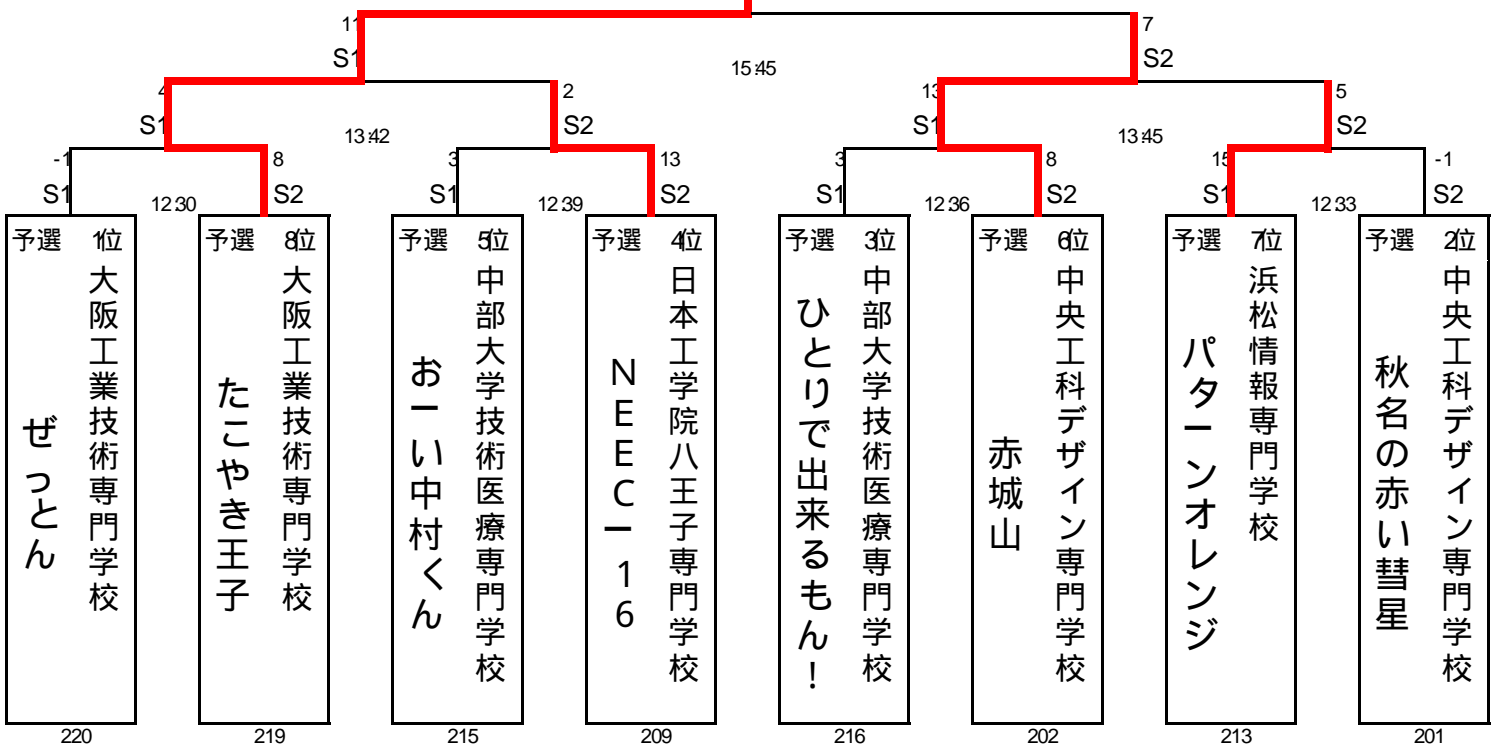 11
7
S1
S2
15:45
4
2
13
5
S1
S2
S1
S2
13:42
13:45
-1
8
3
13
3
8
15
-1
S1
S2
S1
S2
S1
S2
S1
S2
12:30
12:39
12:36
12:33
予選 1位
大阪工業技術専門学校
ぜっとん
220
予選 8位
大阪工業技術専門学校
たこやき王子
219
予選 5位
中部大学技術医療専門学校
おーい中村くん
215
予選 4位
日本工学院八王子専門学校
NEECー16
209
予選 3位
中部大学技術医療専門学校
ひとりで出来るもん!
216
予選 6位
中央工科デザイン専門学校
赤城山
202
予選 7位
浜松情報専門学校
パターンオレンジ
213
予選 2位
中央工科デザイン専門学校
秋名の赤い彗星
201